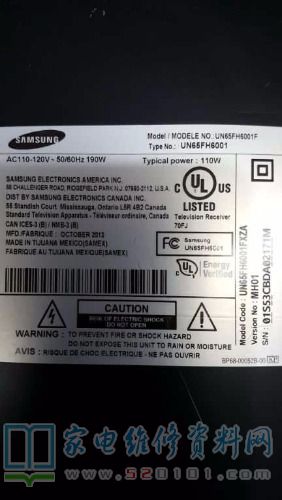 SAMSUNG
Model / MODELE NO.: UN65FH6001F
Type No.: UN65FH6001
AC110-120V~ 50/60Hz 190W
Typical power : 110W
SAMSUNG ELECTRONICS AMERICA INC.
85 CHALLENGER ROAD, RIDGEFIELD PARK N.J. 07660-2112, U.S.A.
DIST BY SAMSUNG ELECTRONICS CANADA INC.
55 Standish Court. Mississauga, Ontario L5R 4B2 Canada
Standard Television Apparatus - Téléviseur ordinaire, Canada
CAN ICES-3 (B) / NMB-3 (B)
MFD./FABRIQUE : OCTOBER 2013
MADE IN TIJUANA MEXICO(SAMEX)
FABRIQUE AU TIJUANA MEXIQUE(SAMEX)
C UL US
LISTED
Television Receiver
70FJ
FC Samsung
UN65FH6001
UL Energy
Verified
Model Code : UN65FH6001FXZA
Version No : MH01
S/N : 01S53CBDA02171M
CAUTION
RISK OF ELECTRIC SHOCK
DO NOT OPEN
WARNING : TO PREVENT FIRE OR SHOCK HAZARD. DO
NOT EXPOSE TO RAIN OR MOISTURE.
AVIS : RISQUE DE CHOC ELECTRIQUE. NE PAS OUVRIR.
BP68-00052B-00
家电维修资料网
www.520101.com